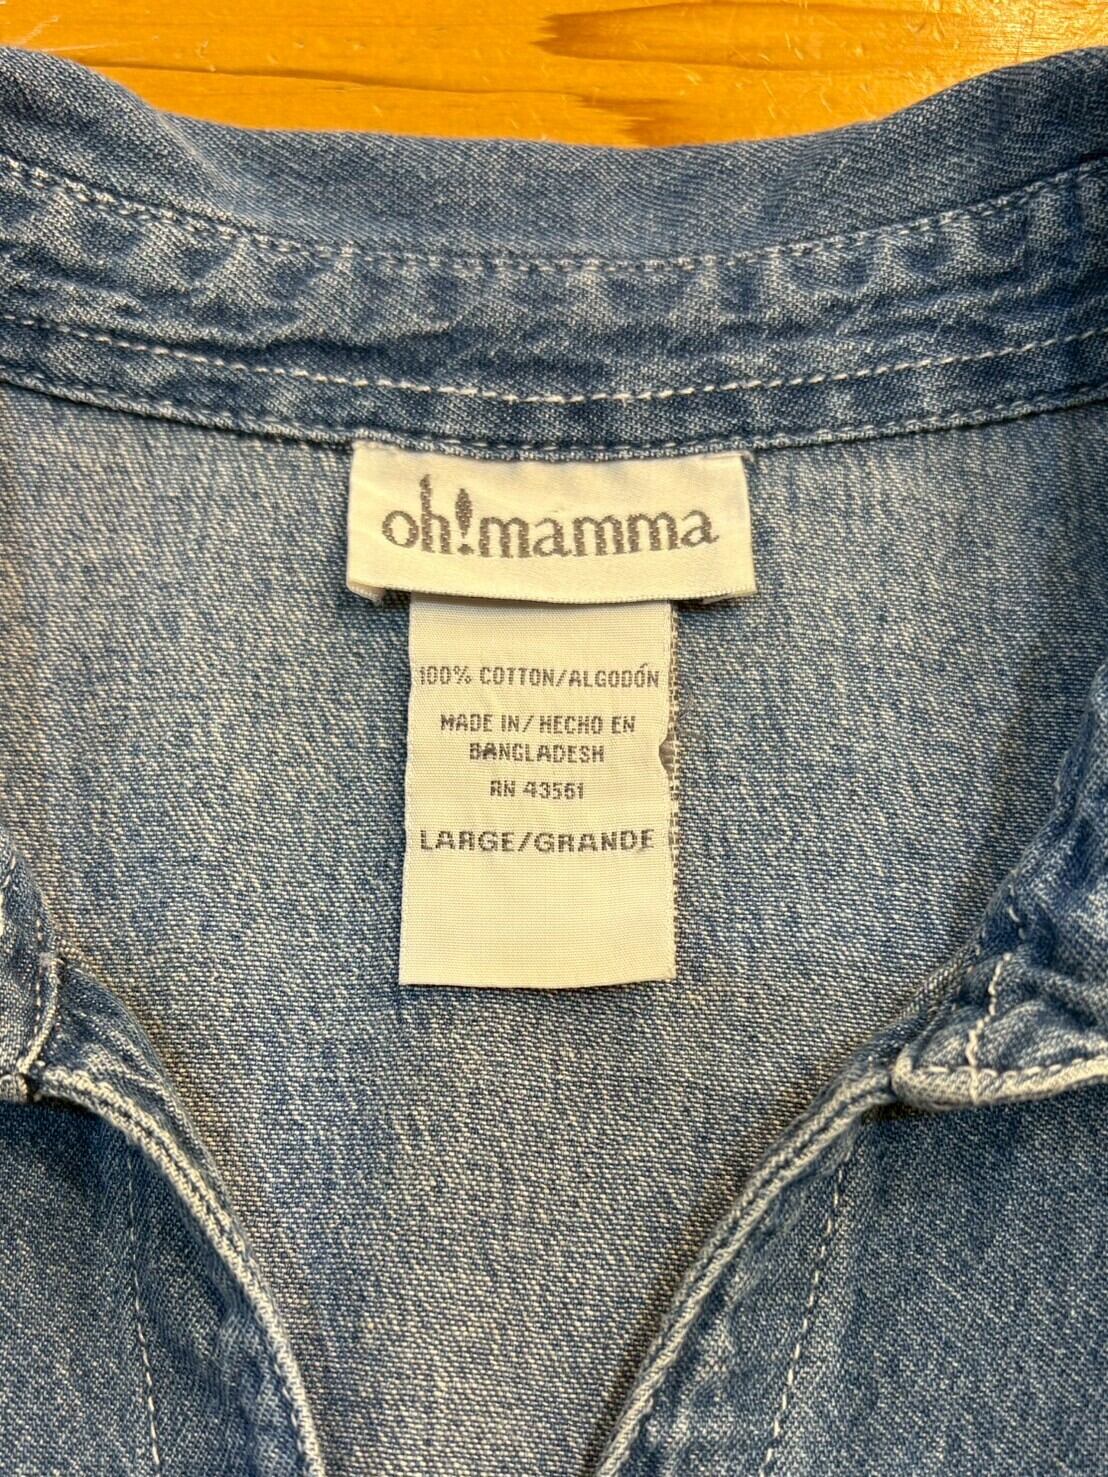 oh!mamma
100% COTTON/ALGODÓN
MADE IN/HECHO EN
BANGLADESH
RN 43561
LARGE/GRANDE